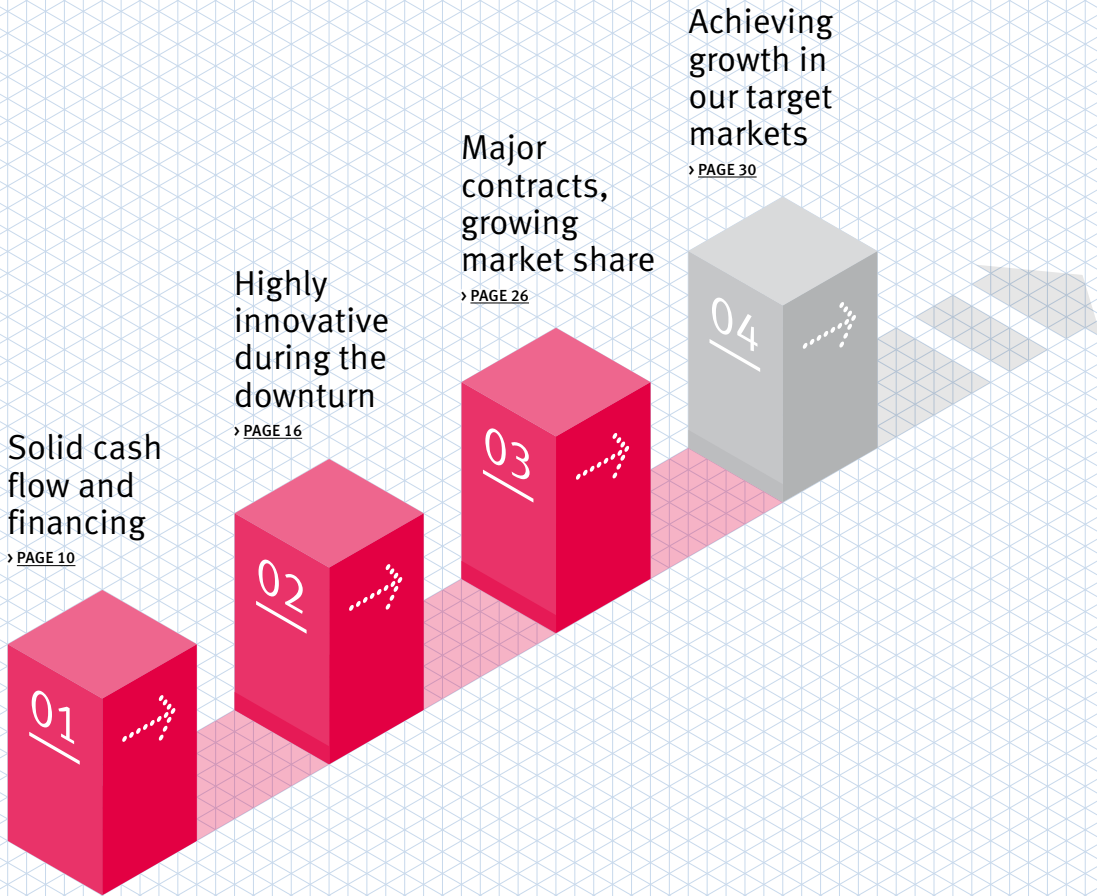 Solid cash
flow and
financing
› PAGE 10
01
Highly
innovative
during the
downturn
› PAGE 16
02
Major
contracts,
growing
market share
› PAGE 26
03
Achieving
growth in
our target
markets
› PAGE 30
04